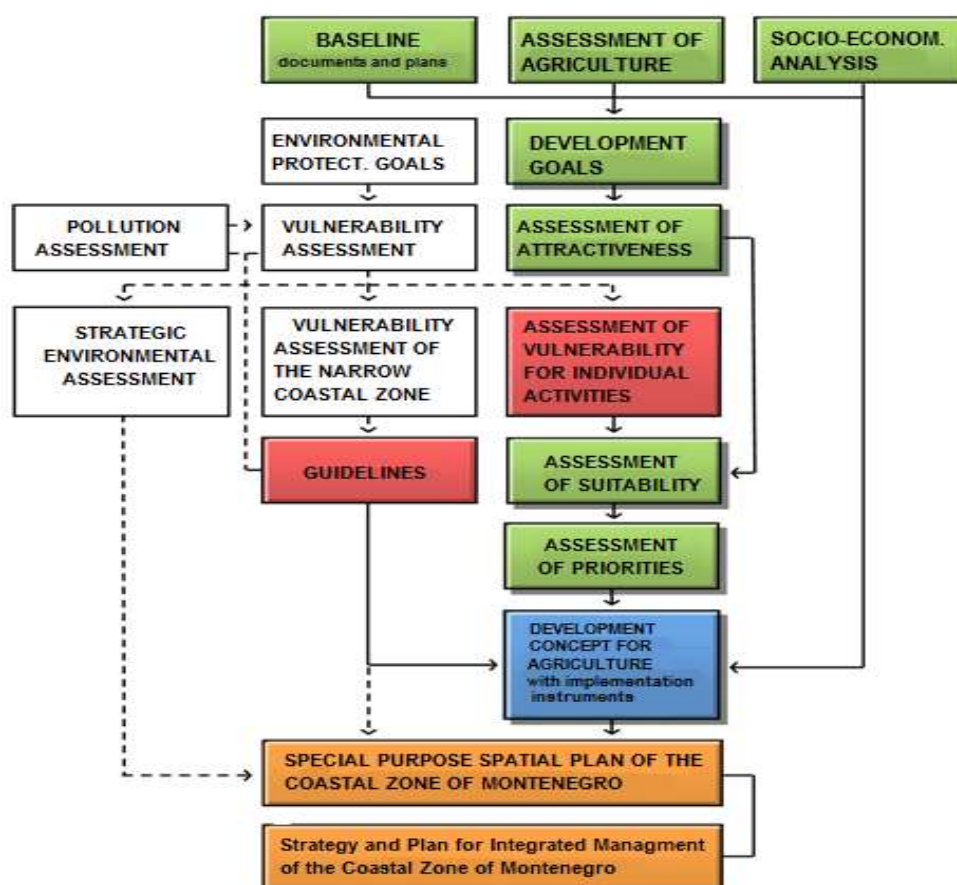 BASELINE
documents and plans
ASSESSMENT OF
AGRICULTURE
SOCIO-ECONOM.
ANALYSIS
ENVIRONMENTAL
PROTECT. GOALS
DEVELOPMENT
GOALS
POLLUTION
ASSESSMENT
VULNERABILITY
ASSESSMENT
ASSESSMENT OF
ATTRACTIVENESS
STRATEGIC
ENVIRONMENTAL
ASSESSMENT
VULNERABILITY
ASSESSMENT OF
THE NARROW
COASTAL ZONE
ASSESSMENT OF
VULNERABILITY
FOR INDIVIDUAL
ACTIVITIES
GUIDELINES
ASSESSMENT
OF SUITABILITY
ASSESSMENT
OF PRIORITIES
DEVELOPMENT
CONCEPT FOR
AGRICULTURE
with implementation
instruments
SPECIAL PURPOSE SPATIAL PLAN OF THE
COASTAL ZONE OF MONTENEGRO
Strategy and Plan for Integrated Managment
of the Coastal Zone of Montenegro